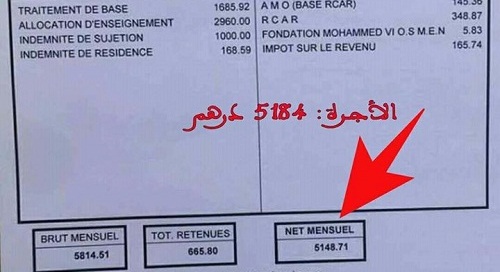 TRAITEMENT DE BASE 1685.92
ALLOCATION D'ENSEIGNEMENT 2960.00
INDEMNITE DE SUJETION 1000.00
INDEMNITE DE RESIDENCE 168.59
A M O (BASE RCAR) 145.36
R C A R 348.87
FONDATION MOHAMMED VI O.S.M.E.N 5.83
IMPOT SUR LE REVENU 165.74
الأجرة: 5184 درهم
BRUT MENSUEL
5814.51
TOT. RETENUES
665.80
NET MENSUEL
5148.71